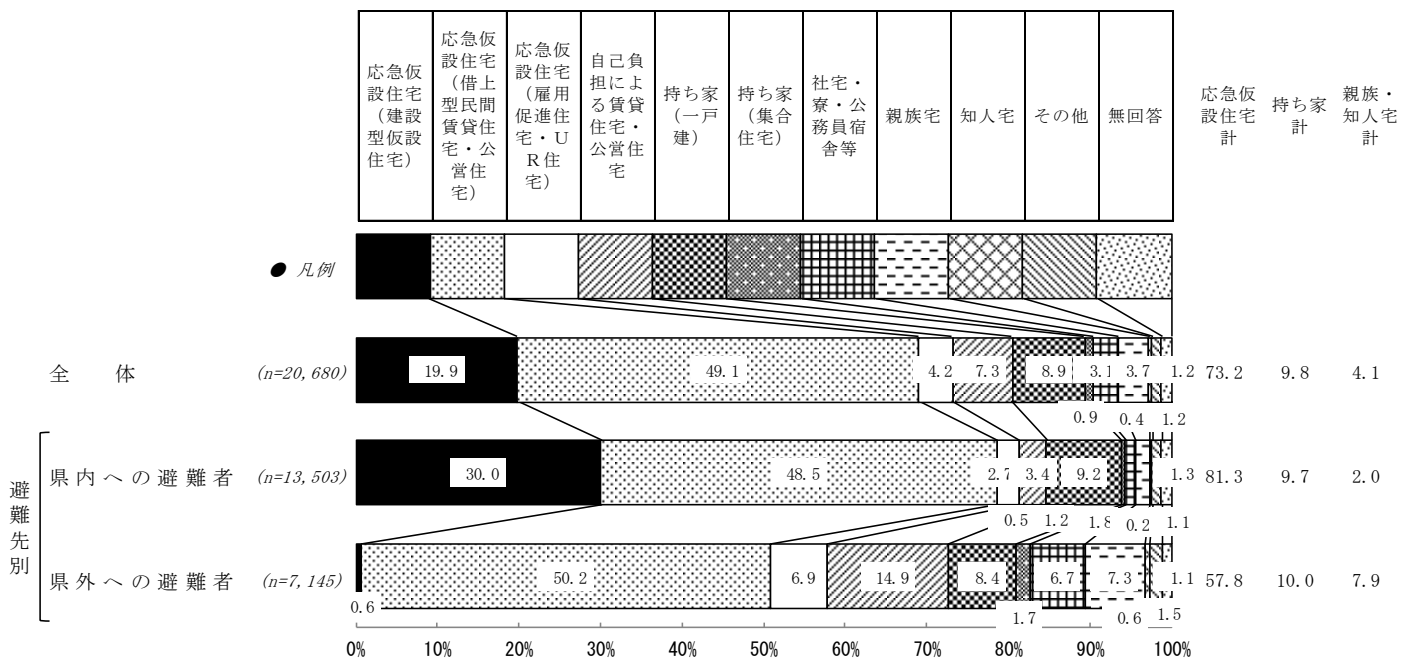 応急仮
設住宅
(建設
型仮設
住宅)
応急仮
設住宅
(借上
型民間
賃貸住
宅・公
営住
宅)
応急仮
設住宅
(雇用
促進住
宅・U
R住
宅)
自己負
担によ
る賃貸
住宅・
公営住
宅
持ち家
(一戸
建)
持ち家
(集合
住宅)
社宅・
寮・公
務員宿
舎等
親族宅
知人宅
その他
無回答
応急仮
設住宅
計
持ち家
計
親族・
知人宅
計
● 凡例
全 体 (n=20,680) 19.9 49.1 4.2 7.3 8.9 3.1 3.7 1.2 73.2 9.8 4.1
0.9 0.4 1.2
避難先別
県内への避難者 (n=13,503) 30.0 48.5 2.7 3.4 9.2 1.3 81.3 9.7 2.0
0.5 1.2 1.8 0.2 1.1
県外への避難者 (n=7,145) 50.2 6.9 14.9 8.4 6.7 7.3 1.1 57.8 10.0 7.9
0.6 1.7 0.6 1.5
0% 10% 20% 30% 40% 50% 60% 70% 80% 90% 100%